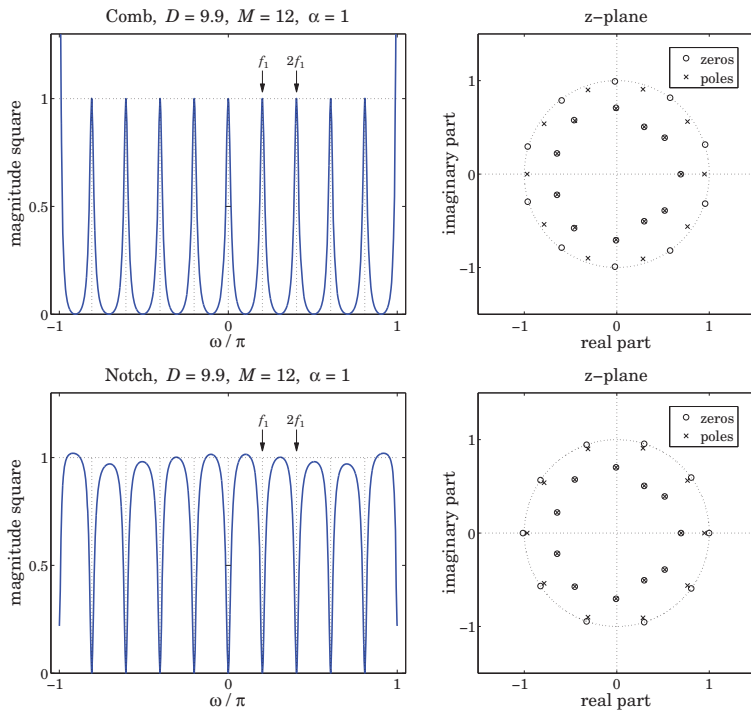 Comb, D = 9.9, M = 12, α = 1
magnitude square
1
0.5
0
f₁
2f₁
−1
0
1
ω/π
z−plane
imaginary part
1
0
−1
zeros
poles
−1
0
1
real part
Notch, D = 9.9, M = 12, α = 1
magnitude square
1
0.5
0
f₁
2f₁
−1
0
1
ω/π
z−plane
imaginary part
1
0
−1
zeros
poles
−1
0
1
real part